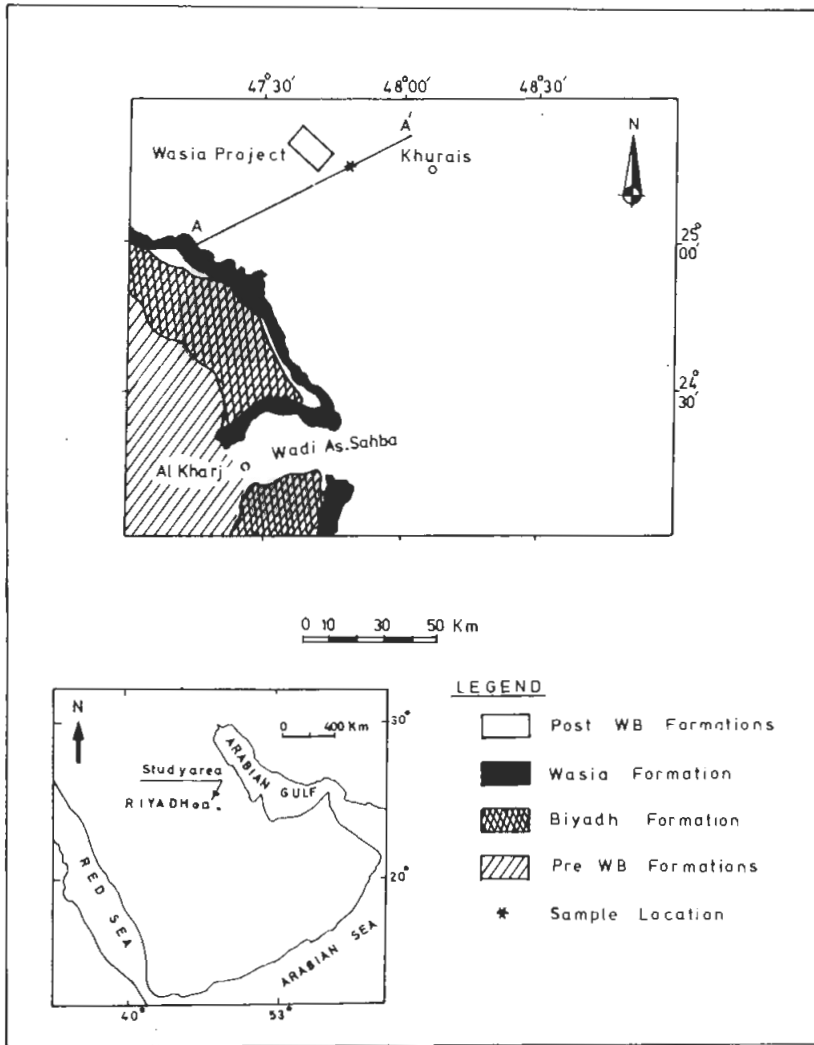 47°30′ 48°00′ 48°30′
A′
N
Wasia Project
Khurais
A
25°
00′
24°
30′
Wadi As.Sahba
Al Kharj
0 10 30 50 Km
LEGEND
Post WB Formations
Wasia Formation
Biyadh Formation
Pre WB Formations
* Sample Location
N
0 400 Km
30°
ARABIAN GULF
Study area
RIYADH
20°
RED SEA
ARABIAN SEA
40° 53°